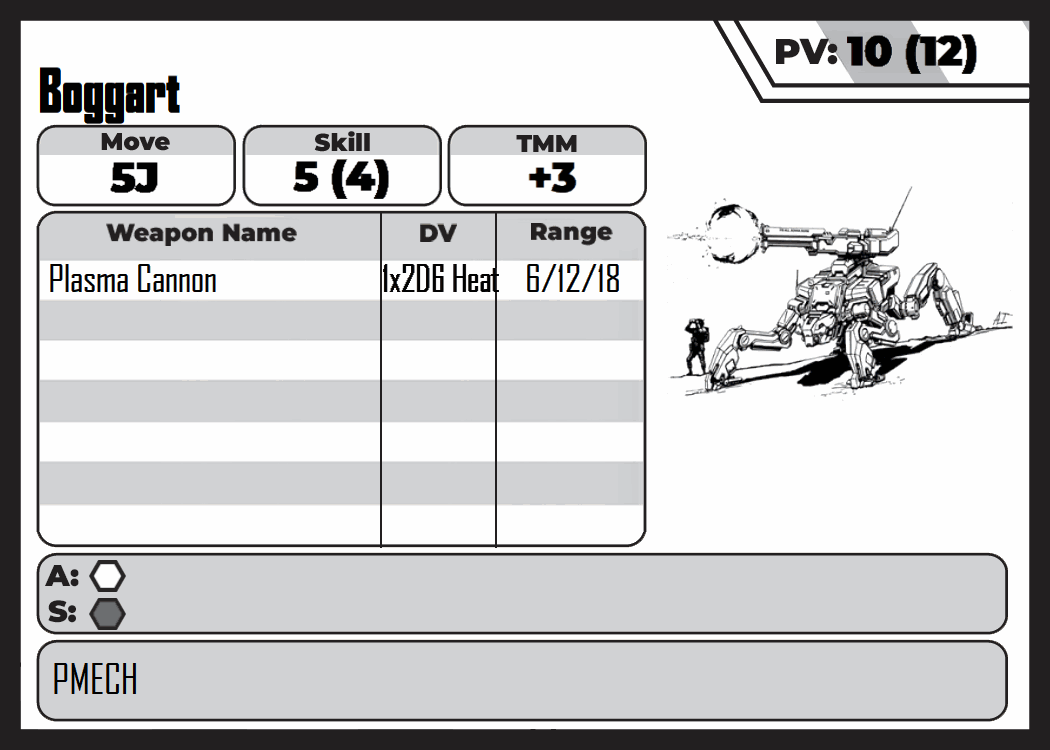 PV: 10 (12)
Boggart
Move Skill TMM
5J 5 (4) +3
Weapon Name DV Range
Plasma Cannon 1x2D6 Heat 6/12/18
A:
S:
PMECH